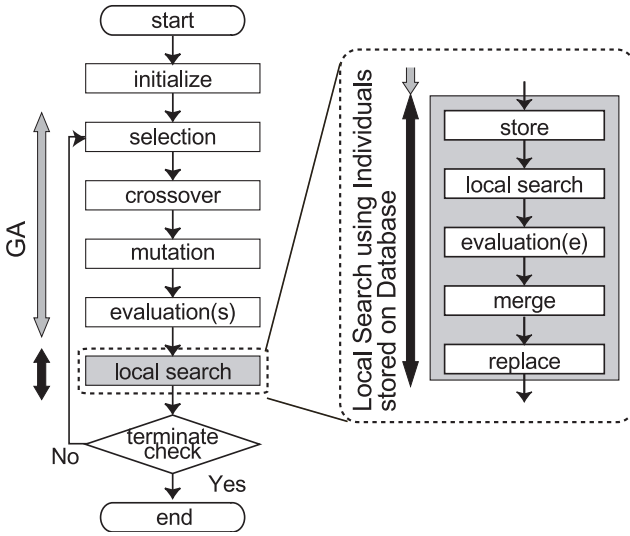 start
initialize
selection
crossover
mutation
evaluation(s)
local search
terminate
check
No
Yes
end
GA
Local Search using Individuals
stored on Database
store
local search
evaluation(e)
merge
replace